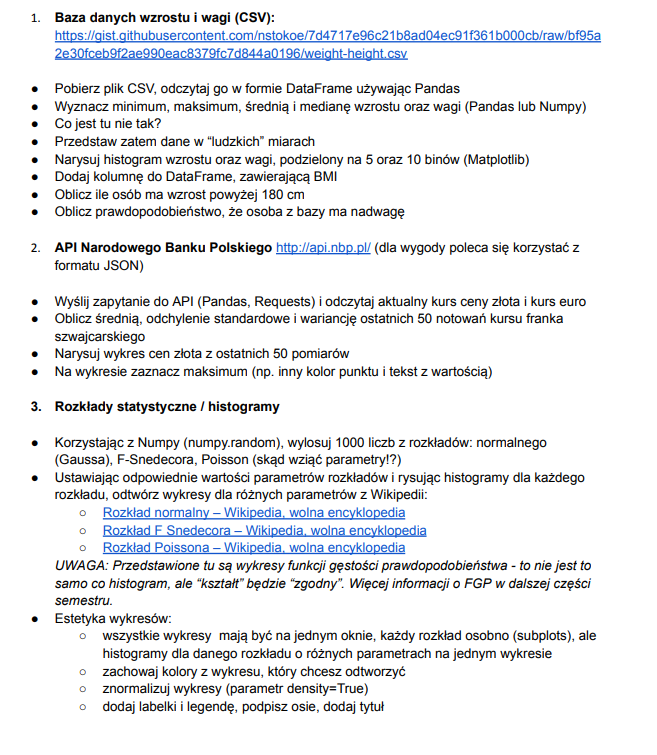 1. Baza danych wzrostu i wagi (CSV):
https://gist.githubusercontent.com/nstokoe/7d4717e96c21b8ad04ec91f361b000cb/raw/bf95a
2e30fceb9f2ae990eac8379fc7d844a0196/weight-height.csv
● Pobierz plik CSV, odczytaj go w formie DataFrame używając Pandas
● Wyznacz minimum, maksimum, średnią i medianę wzrostu oraz wagi (Pandas lub Numpy)
● Co jest tu nie tak?
● Przedstaw zatem dane w “ludzkich” miarach
● Narysuj histogram wzrostu oraz wagi, podzielony na 5 oraz 10 binów (Matplotlib)
● Dodaj kolumnę do DataFrame, zawierającą BMI
● Oblicz ile osób ma wzrost powyżej 180 cm
● Oblicz prawdopodobieństwo, że osoba z bazy ma nadwagę
2. API Narodowego Banku Polskiego http://api.nbp.pl/ (dla wygody poleca się korzystać z
formatu JSON)
● Wyślij zapytanie do API (Pandas, Requests) i odczytaj aktualny kurs ceny złota i kurs euro
● Oblicz średnią, odchylenie standardowe i wariancję ostatnich 50 notowań kursu franka
szwajcarskiego
● Narysuj wykres cen złota z ostatnich 50 pomiarów
● Na wykresie zaznacz maksimum (np. inny kolor punktu i tekst z wartością)
3. Rozkłady statystyczne / histogramy
● Korzystając z Numpy (numpy.random), wylosuj 1000 liczb z rozkładów: normalnego
(Gaussa), F-Snedecora, Poisson (skąd wziąć parametry!?)
● Ustawiając odpowiednie wartości parametrów rozkładów i rysując histogramy dla każdego
rozkładu, odtwórz wykresy dla różnych parametrów z Wikipedii:
○ Rozkład normalny – Wikipedia, wolna encyklopedia
○ Rozkład F Snedecora – Wikipedia, wolna encyklopedia
○ Rozkład Poissona – Wikipedia, wolna encyklopedia
UWAGA: Przedstawione tu są wykresy funkcji gęstości prawdopodobieństwa - to nie jest to
samo co histogram, ale “kształt” będzie “zgodny”. Więcej informacji o FGP w dalszej części
semestru.
● Estetyka wykresów:
○ wszystkie wykresy mają być na jednym oknie, każdy rozkład osobno (subplots), ale
histogramy dla danego rozkładu o różnych parametrach na jednym wykresie
○ zachowaj kolory z wykresu, który chcesz odtworzyć
○ znormalizuj wykresy (parametr density=True)
○ dodaj labelki i legendę, podpisz osie, dodaj tytuł